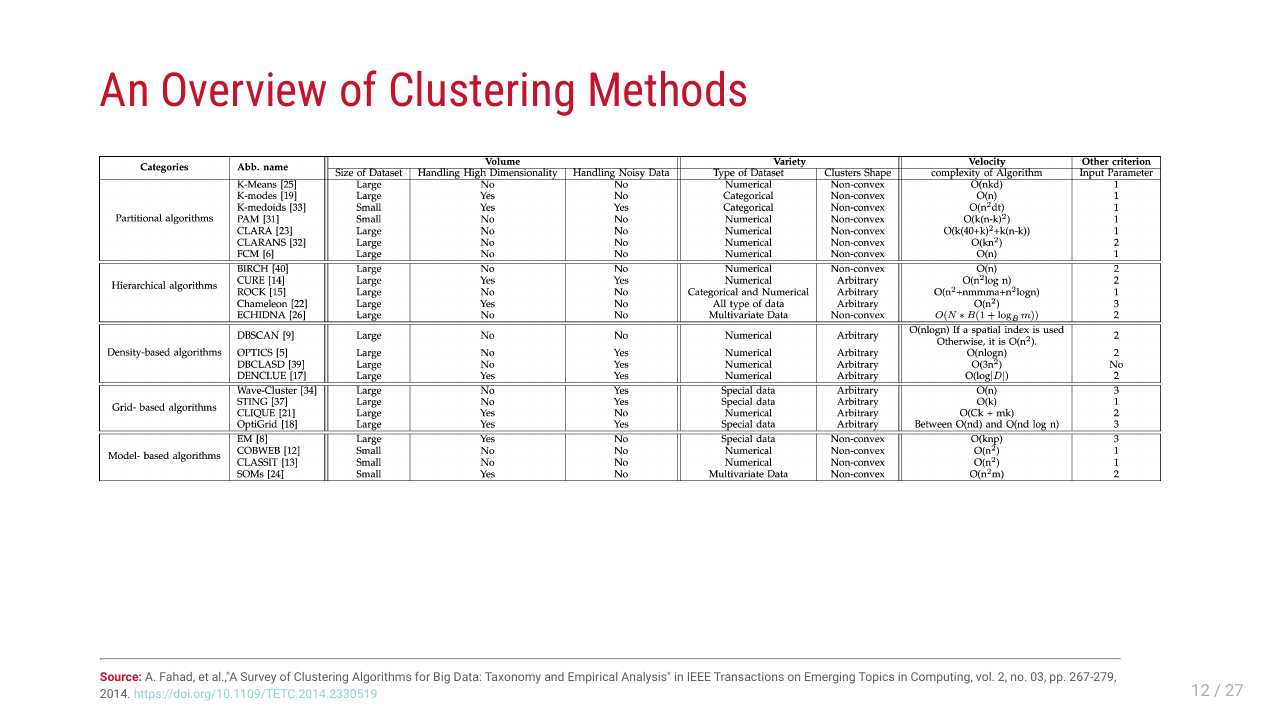 An Overview of Clustering Methods
Categories Abb. name Volume Variety Velocity Other criterion
Size of Dataset Handling High Dimensionality Handling Noisy Data Type of Dataset Clusters Shape complexity of Algorithm Input Parameter
Partitional algorithms
K-Means [25] Large No No Numerical Non-convex O(nkd) 1
K-modes [19] Large Yes No Categorical Non-convex O(n) 1
K-medoids [33] Small Yes Yes Categorical Non-convex O(n²dt) 1
PAM [31] Small No No Numerical Non-convex O(k(n-k)²) 1
CLARA [23] Large No No Numerical Non-convex O(k(40+k)²+k(n-k)) 1
CLARANS [32] Large No No Numerical Non-convex O(kn²) 2
FCM [6] Large No No Numerical Non-convex O(n) 1
Hierarchical algorithms
BIRCH [40] Large No No Numerical Non-convex O(n) 2
CURE [14] Large Yes Yes Numerical Arbitrary O(n²log n) 2
ROCK [15] Large No No Categorical and Numerical Arbitrary O(n²+nmmma+n²logn) 1
Chameleon [22] Large Yes No All type of data Arbitrary O(n²) 3
ECHIDNA [26] Large No No Multivariate Data Non-convex O(N * B(1 + log_B m)) 2
Density-based algorithms
DBSCAN [9] Large No No Numerical Arbitrary O(nlogn) If a spatial index is used
Otherwise, it is O(n²). 2
OPTICS [5] Large No Yes Numerical Arbitrary O(nlogn) 2
DBCLASD [39] Large No Yes Numerical Arbitrary O(3n²) No
DENCLUE [17] Large Yes Yes Numerical Arbitrary O(log|D|) 2
Grid- based algorithms
Wave-Cluster [34] Large No Yes Special data Arbitrary O(n) 3
STING [37] Large No Yes Special data Arbitrary O(k) 1
CLIQUE [21] Large Yes No Numerical Arbitrary O(Ck + mk) 2
OptiGrid [18] Large Yes Yes Special data Arbitrary Between O(nd) and O(nd log n) 3
Model- based algorithms
EM [8] Large Yes No Special data Non-convex O(knp) 3
COBWEB [12] Small No No Numerical Non-convex O(n²) 1
CLASSIT [13] Small No No Numerical Non-convex O(n²) 1
SOMs [24] Small Yes No Multivariate Data Non-convex O(n²m) 2
Source: A. Fahad, et al.,"A Survey of Clustering Algorithms for Big Data: Taxonomy and Empirical Analysis" in IEEE Transactions on Emerging Topics in Computing, vol. 2, no. 03, pp. 267-279,
2014. https://doi.org/10.1109/TETC.2014.2330519
12 / 27